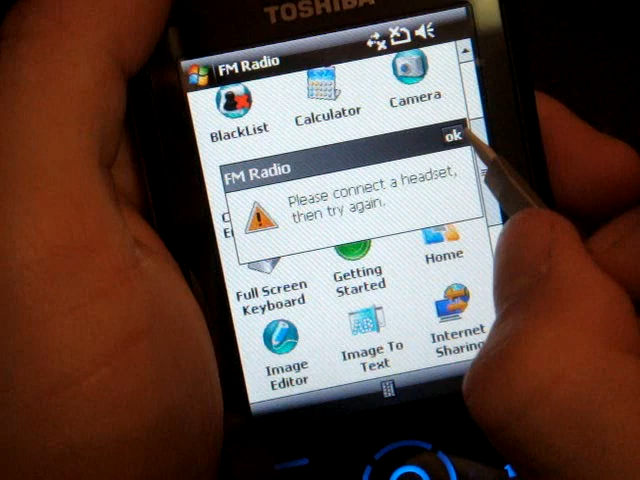 TOSHIBA
FM Radio
BlackList
Calculator
Camera
FM Radio
ok
Please connect a headset,
then try again.
Full Screen
Keyboard
Getting
Started
Home
Image
Editor
Image To
Text
Internet
Sharing